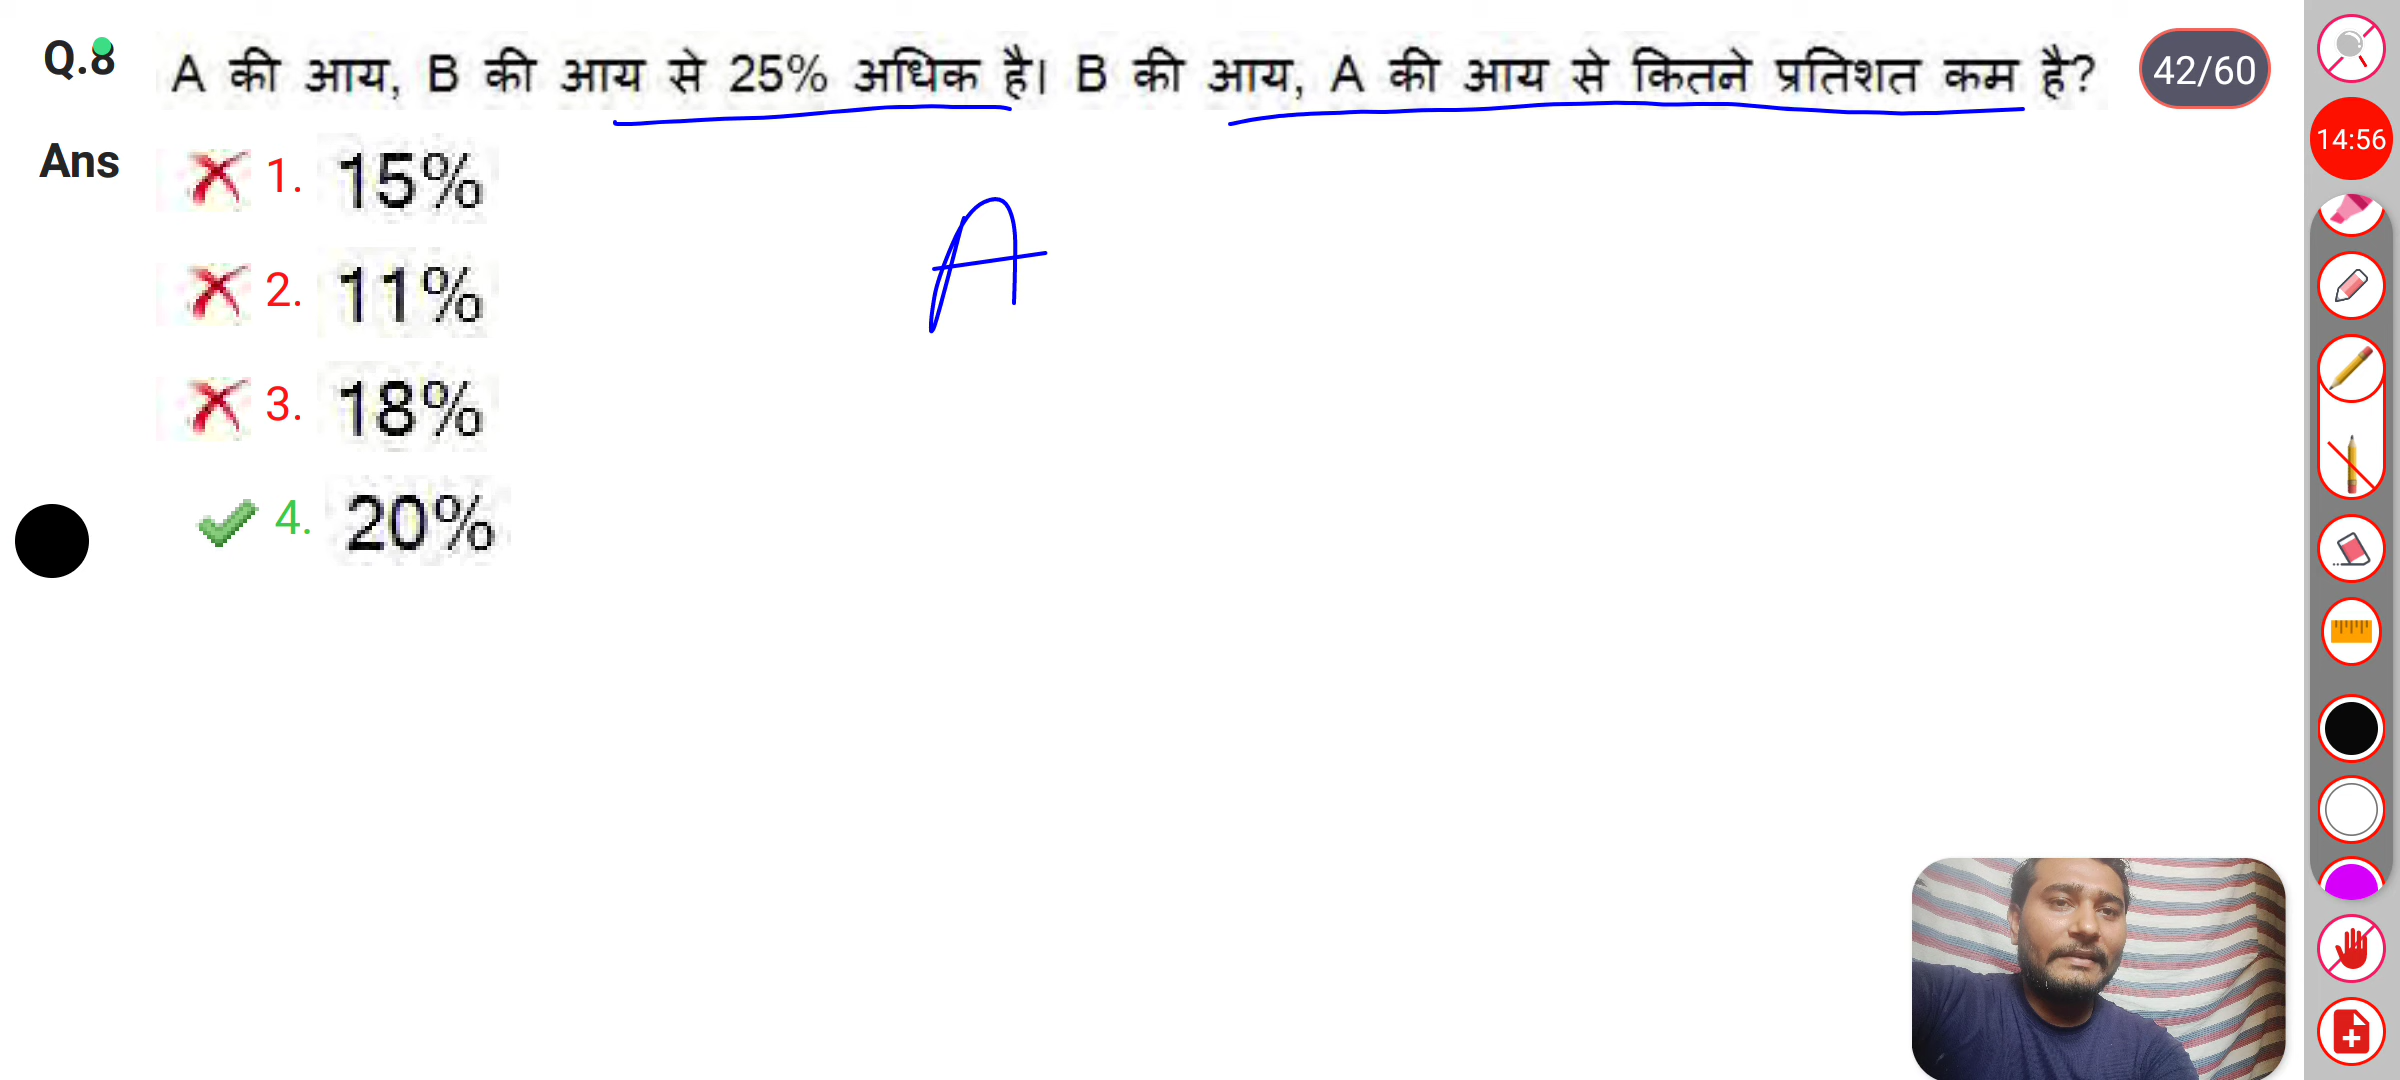 Q.8 A की आय, B की आय से 25% अधिक है। B की आय, A की आय से कितने प्रतिशत कम है? 42/60
14:56
Ans 1. 15%
A
2. 11%
3. 18%
4. 20%